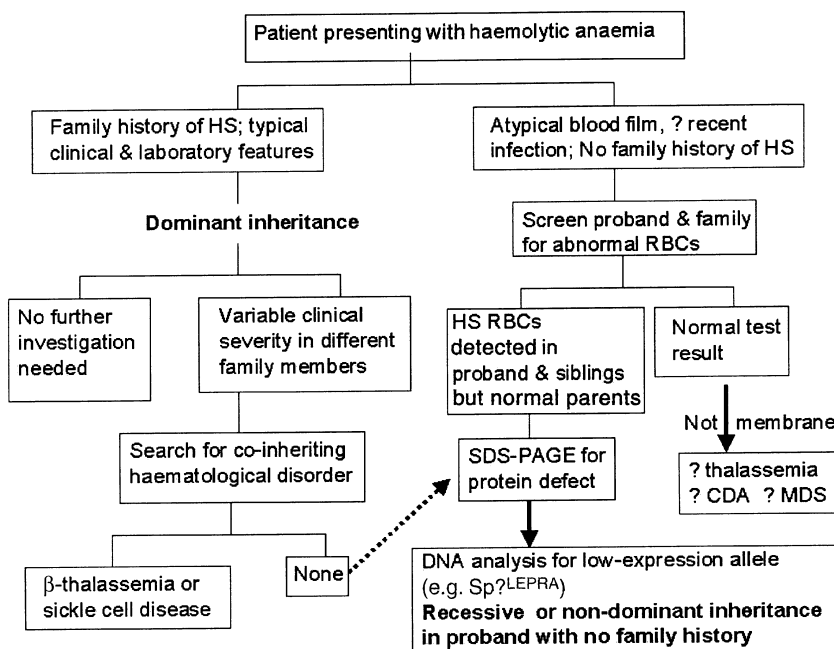 Patient presenting with haemolytic anaemia
Family history of HS; typical
clinical & laboratory features
Atypical blood film, ? recent
infection; No family history of HS
Dominant inheritance
Screen proband & family
for abnormal RBCs
No further
investigation
needed
Variable clinical
severity in different
family members
HS RBCs
detected in
proband & siblings
but normal parents
Normal test
result
Not membrane
Search for co-inheriting
haematological disorder
SDS-PAGE for
protein defect
? thalassemia
? CDA ? MDS
β-thalassemia or
sickle cell disease
None
DNA analysis for low-expression allele
(e.g. Sp?LEPRA)
Recessive or non-dominant inheritance
in proband with no family history